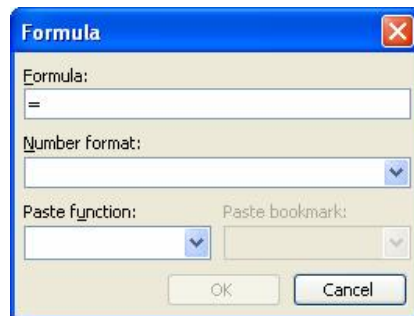 Formula
Formula:
=
Number format:
Paste function: Paste bookmark:
OK Cancel